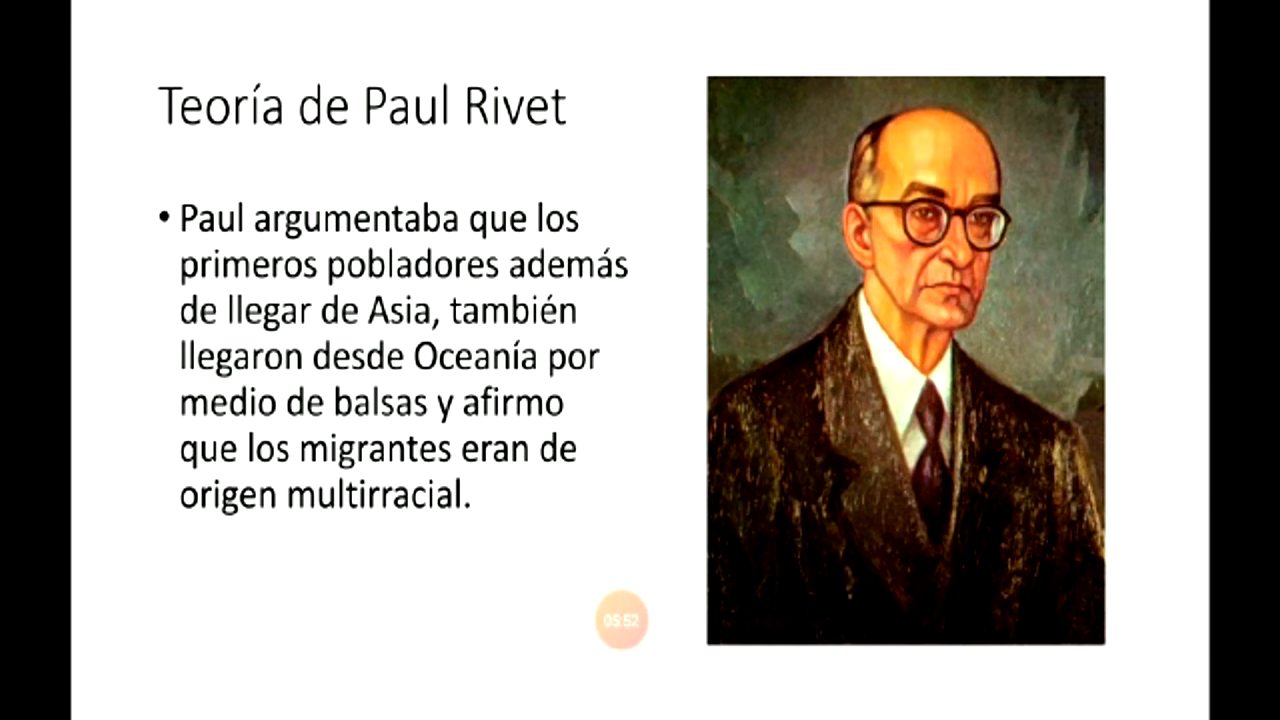 Teoría de Paul Rivet
• Paul argumentaba que los
primeros pobladores además
de llegar de Asia, también
llegaron desde Oceanía por
medio de balsas y afirmo
que los migrantes eran de
origen multirracial.
05:52